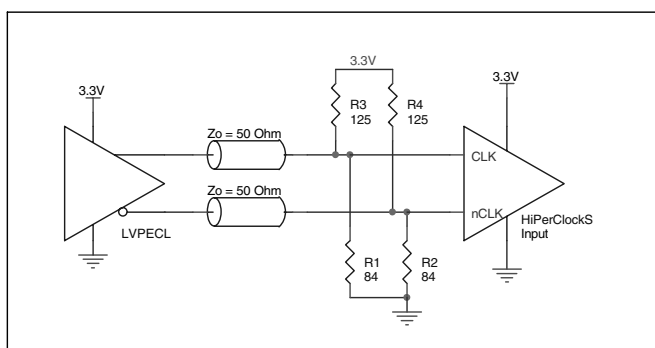 3.3V
3.3V
3.3V
R3
125
R4
125
Zo = 50 Ohm
CLK
Zo = 50 Ohm
nCLK
HiPerClockS
Input
LVPECL
R1
84
R2
84